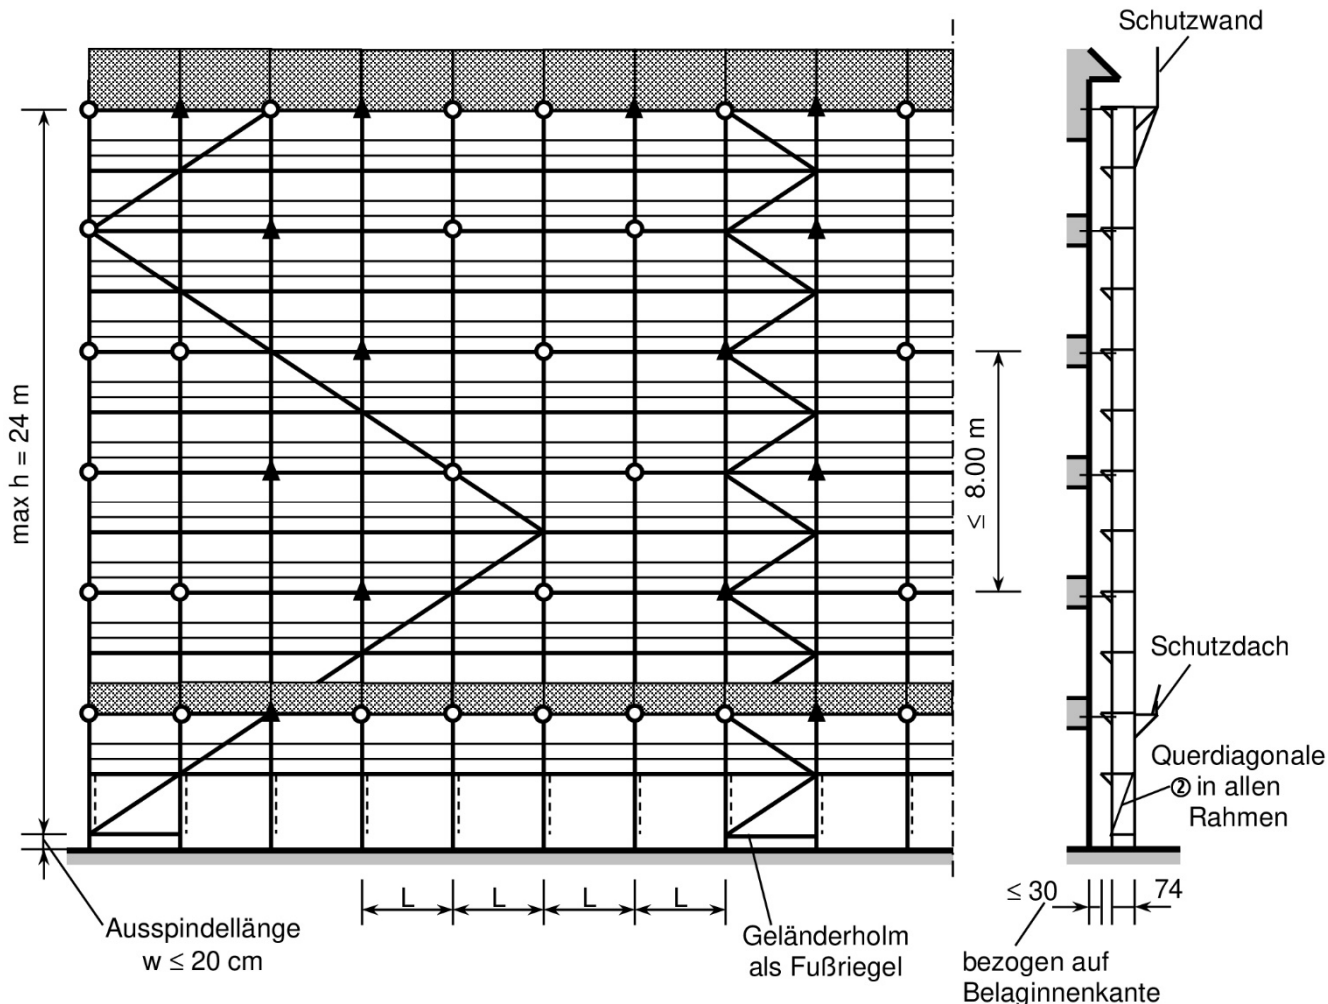 Schutzwand
max h = 24 m
≤ 8.00 m
Schutzdach
Querdiagonale
② in allen
Rahmen
L L L L
≤ 30 74
Ausspindellänge
w ≤ 20 cm
Geländerholm
als Fußriegel
bezogen auf
Belaginnenkante